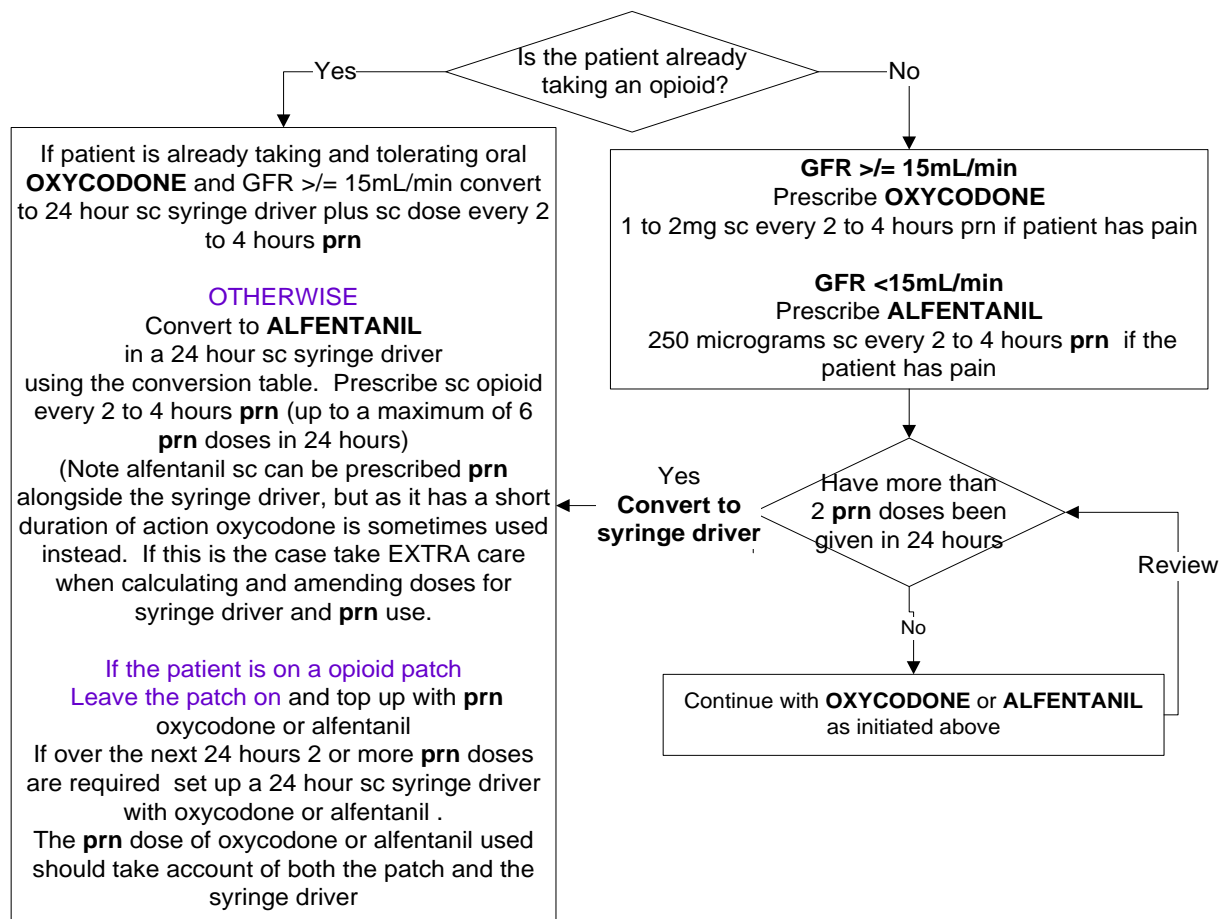 Is the patient already
taking an opioid?
Yes
No
If patient is already taking and tolerating oral
OXYCODONE and GFR >/= 15mL/min convert
to 24 hour sc syringe driver plus sc dose every 2
to 4 hours prn
OTHERWISE
Convert to ALFENTANIL
in a 24 hour sc syringe driver
using the conversion table.  Prescribe sc opioid
every 2 to 4 hours prn (up to a maximum of 6
prn doses in 24 hours)
(Note alfentanil sc can be prescribed prn
alongside the syringe driver, but as it has a short
duration of action oxycodone is sometimes used
instead.  If this is the case take EXTRA care
when calculating and amending doses for
syringe driver and prn use.
If the patient is on a opioid patch
Leave the patch on and top up with prn
oxycodone or alfentanil
If over the next 24 hours 2 or more prn doses
are required  set up a 24 hour sc syringe driver
with oxycodone or alfentanil .
The prn dose of oxycodone or alfentanil used
should take account of both the patch and the
syringe driver
GFR >/= 15mL/min
Prescribe OXYCODONE
1 to 2mg sc every 2 to 4 hours prn if patient has pain
GFR <15mL/min
Prescribe ALFENTANIL
250 micrograms sc every 2 to 4 hours prn  if the
patient has pain
Have more than
2 prn doses been
given in 24 hours
Yes
Convert to
syringe driver
No
Review
Continue with OXYCODONE or ALFENTANIL
as initiated above